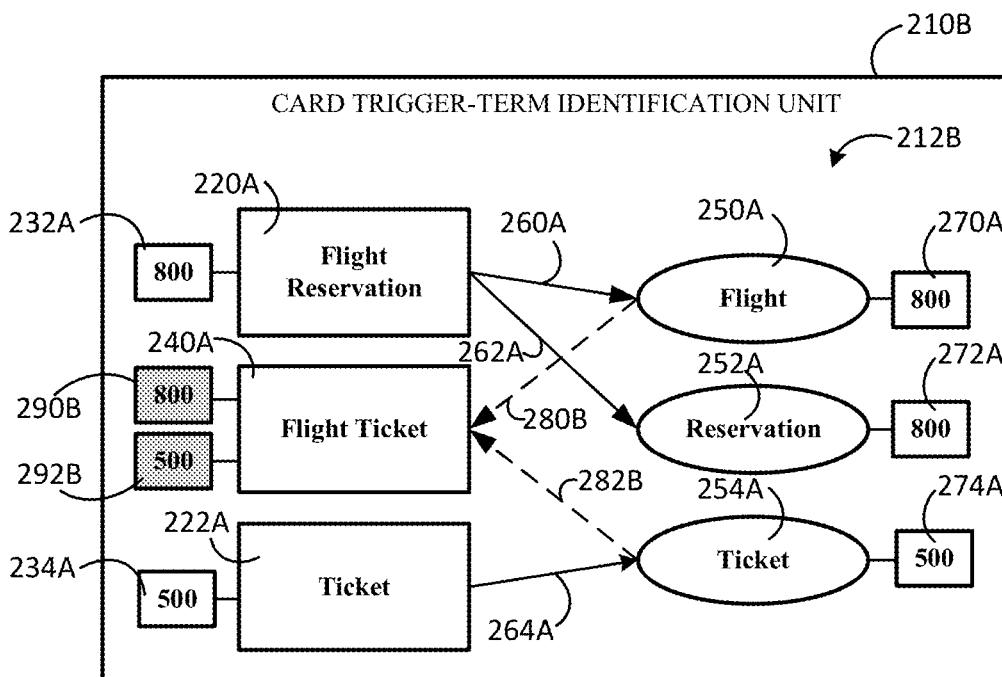 210B
CARD TRIGGER-TERM IDENTIFICATION UNIT
212B
220A
232A
260A
250A
270A
800
Flight
Reservation
Flight
800
240A
262A
252A
272A
290B
800
Flight Ticket
280B
Reservation
800
292B
500
282B
254A
274A
222A
234A
500
Ticket
Ticket
500
264A